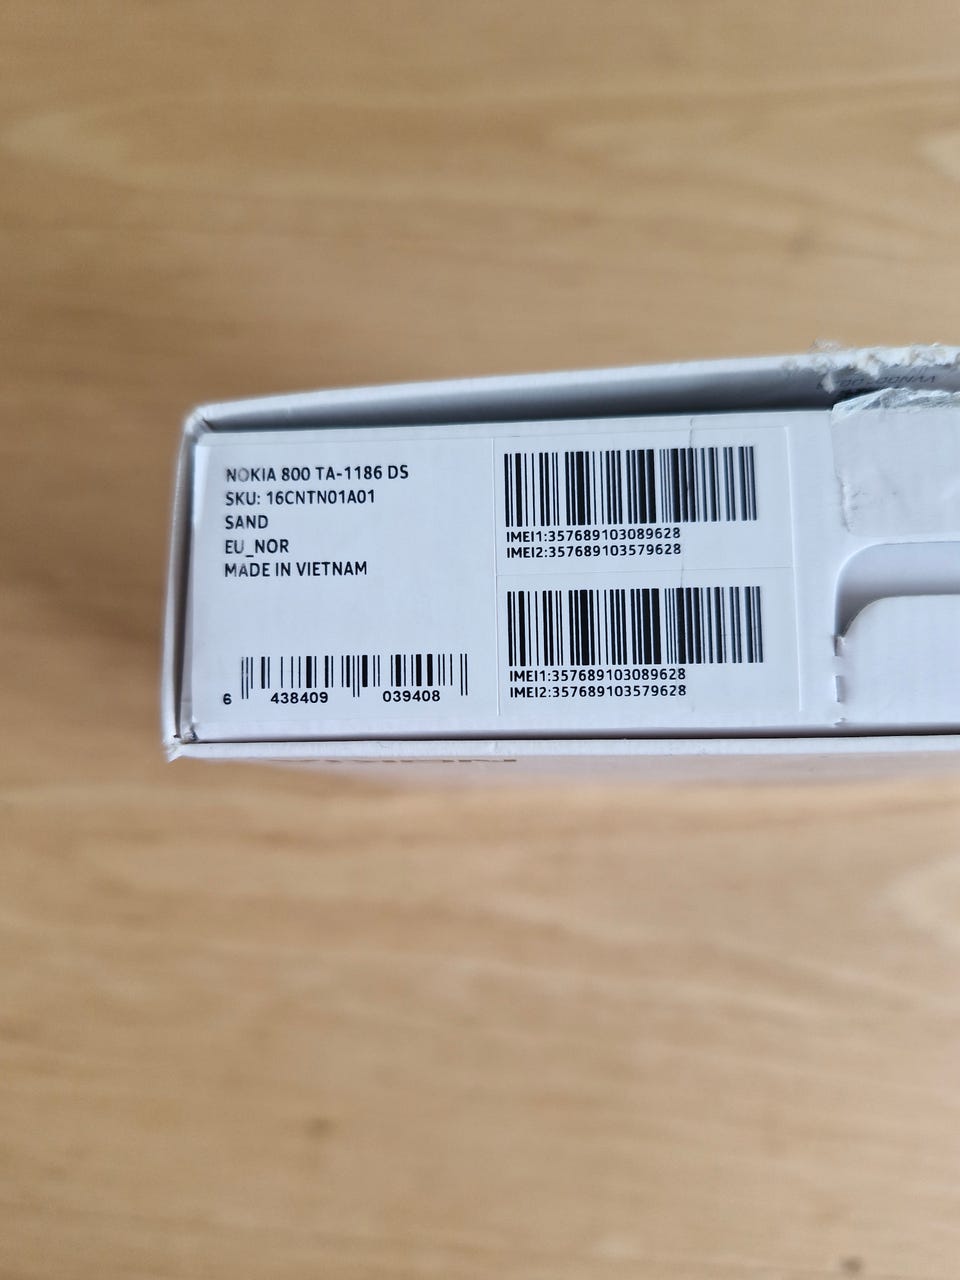 NOKIA 800 TA-1186 DS
SKU: 16CNTN01A01
SAND
EU_NOR
MADE IN VIETNAM
6 438409 039408
IMEI1:357689103089628
IMEI2:357689103579628
IMEI1:357689103089628
IMEI2:357689103579628